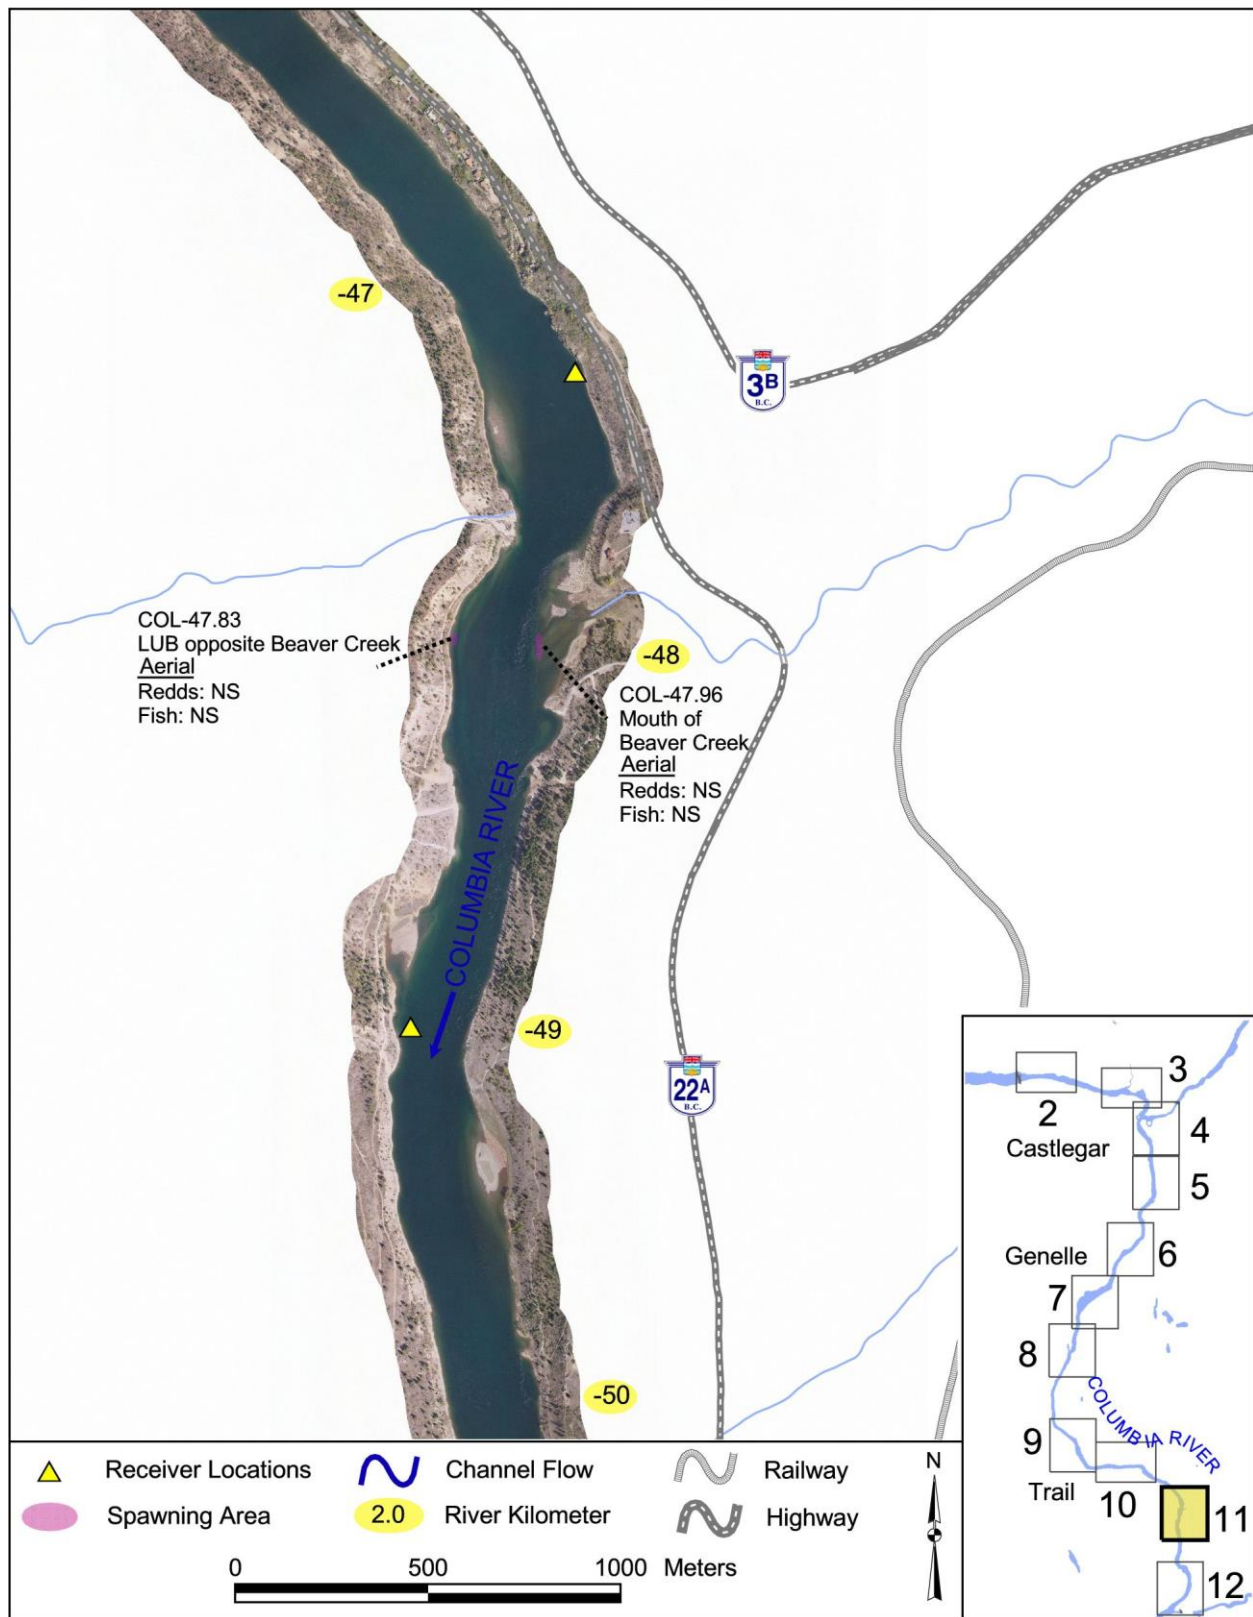 -47
3B
B.C.
COL-47.83
LUB opposite Beaver Creek
Aerial
Redds: NS
Fish: NS
-48
COL-47.96
Mouth of
Beaver Creek
Aerial
Redds: NS
Fish: NS
COLUMBIA RIVER
-49
22A
B.C.
-50
3
2
4
Castlegar
5
6
Genelle
7
8
COLUMBIA RIVER
9
Trail
10
11
12
Receiver Locations
Channel Flow
Railway
N
Spawning Area
2.0
River Kilometer
Highway
0
500
1000
Meters